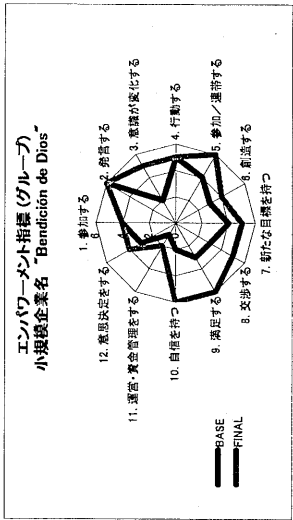 エンパワーメント指標 (グループ)
小規模企業名 "Bendición de Dios"
1. 参加する
2. 発言する
3. 意識が変化する
4. 行動する
5. 参加/連帯する
6. 創造する
7. 新たな目標を持つ
8. 交渉する
9. 満足する
10. 自信を持つ
11. 運営・資金管理をする
12. 意思決定をする
6
4
2
0
BASE
FINAL